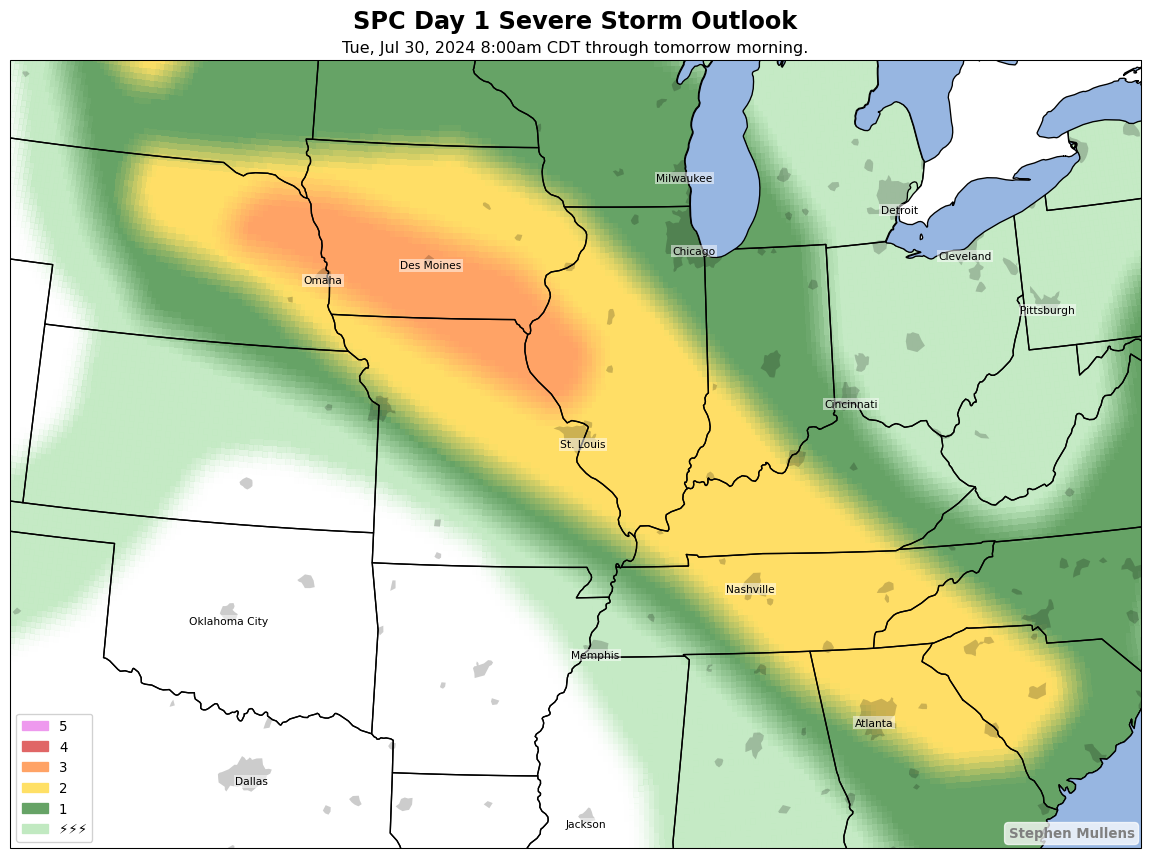 SPC Day 1 Severe Storm Outlook
Tue, Jul 30, 2024 8:00am CDT through tomorrow morning.
Milwaukee
Detroit
Chicago
Cleveland
Des Moines
Omaha
Pittsburgh
Cincinnati
St. Louis
Nashville
Oklahoma City
Memphis
Atlanta
Dallas
Jackson
5
4
3
2
1
⚡⚡⚡
Stephen Mullens